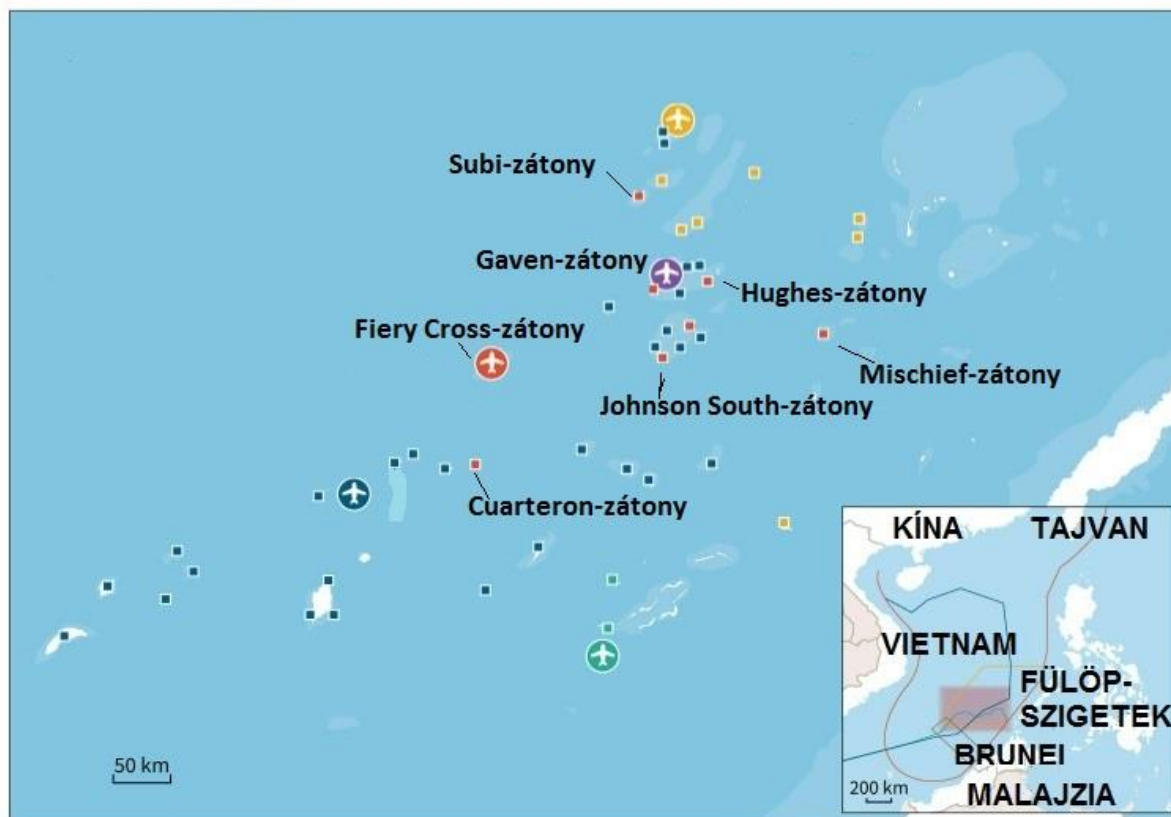 Subi-zátony
Gaven-zátony
Hughes-zátony
Fiery Cross-zátony
Mischief-zátony
Johnson South-zátony
Cuarteron-zátony
50 km
KÍNA
TAJVAN
VIETNAM
FÜLÖP-
SZIGETEK
BRUNEI
200 km
MALAJZIA